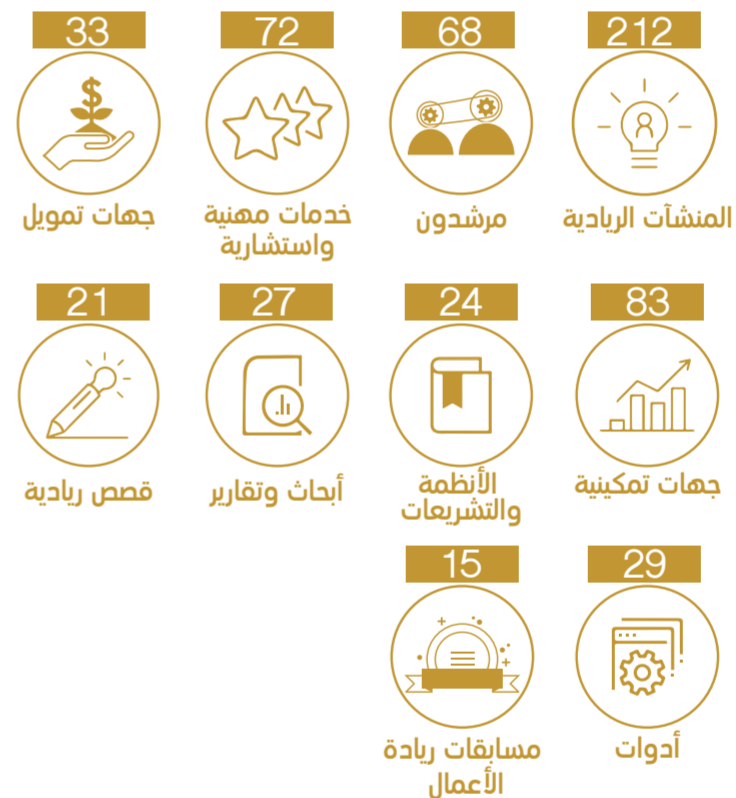 212
المنشآت الريادية
68
مرشدون
72
خدمات مهنية
واستشارية
33
جهات تمويل
83
جهات تمكينية
24
الأنظمة
والتشريعات
27
أبحاث وتقارير
21
قصص ريادية
29
أدوات
15
مسابقات ريادة
الأعمال